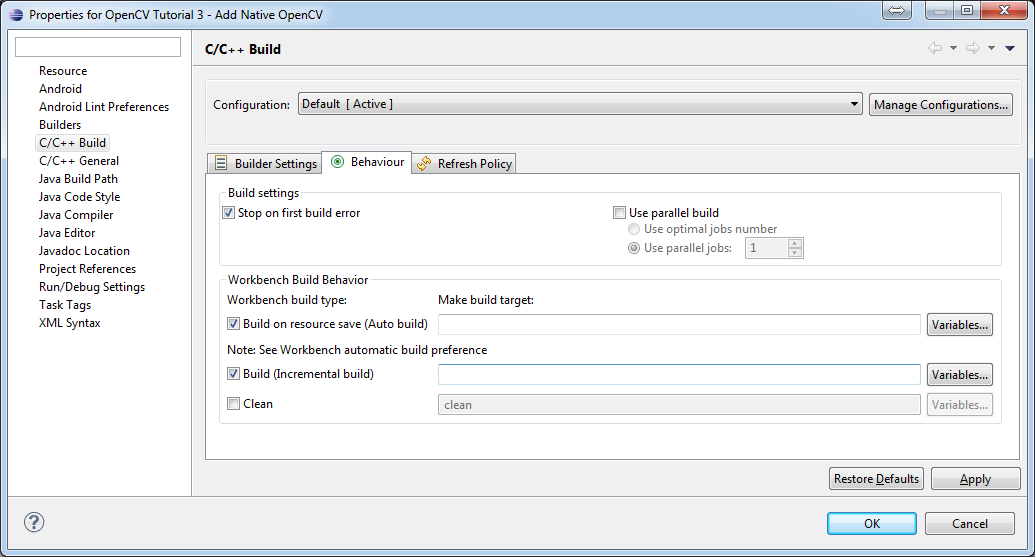 Properties for OpenCV Tutorial 3 - Add Native OpenCV
Resource
Android
Android Lint Preferences
Builders
C/C++ Build
C/C++ General
Java Build Path
Java Code Style
Java Compiler
Java Editor
Javadoc Location
Project References
Run/Debug Settings
Task Tags
XML Syntax
C/C++ Build
Configuration: Default [ Active ] Manage Configurations...
Builder Settings Behaviour Refresh Policy
Build settings
Stop on first build error Use parallel build
Use optimal jobs number
Use parallel jobs: 1
Workbench Build Behavior
Workbench build type: Make build target:
Build on resource save (Auto build) Variables...
Note: See Workbench automatic build preference
Build (Incremental build) Variables...
Clean clean Variables...
Restore Defaults Apply
? OK Cancel